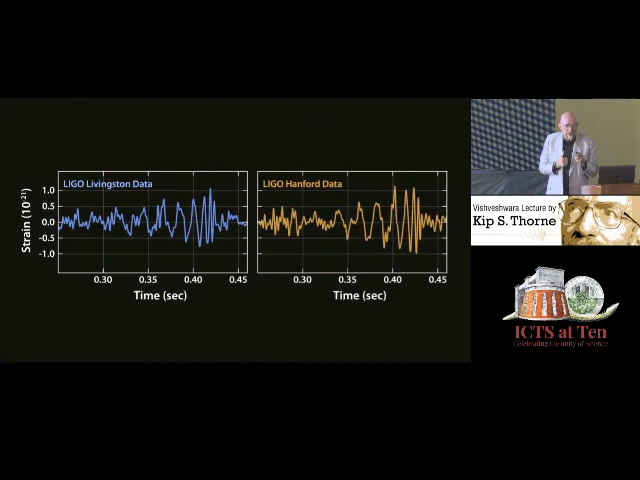 LIGO Livingston Data
LIGO Hanford Data
Strain (10⁻²¹)
1.0
0.5
0.0
-0.5
-1.0
0.30 0.35 0.40 0.45
0.30 0.35 0.40 0.45
Time (sec)
Time (sec)
Vishveshwara Lecture by
Kip S. Thorne
ICTS at Ten
Celebrating the unity of Science